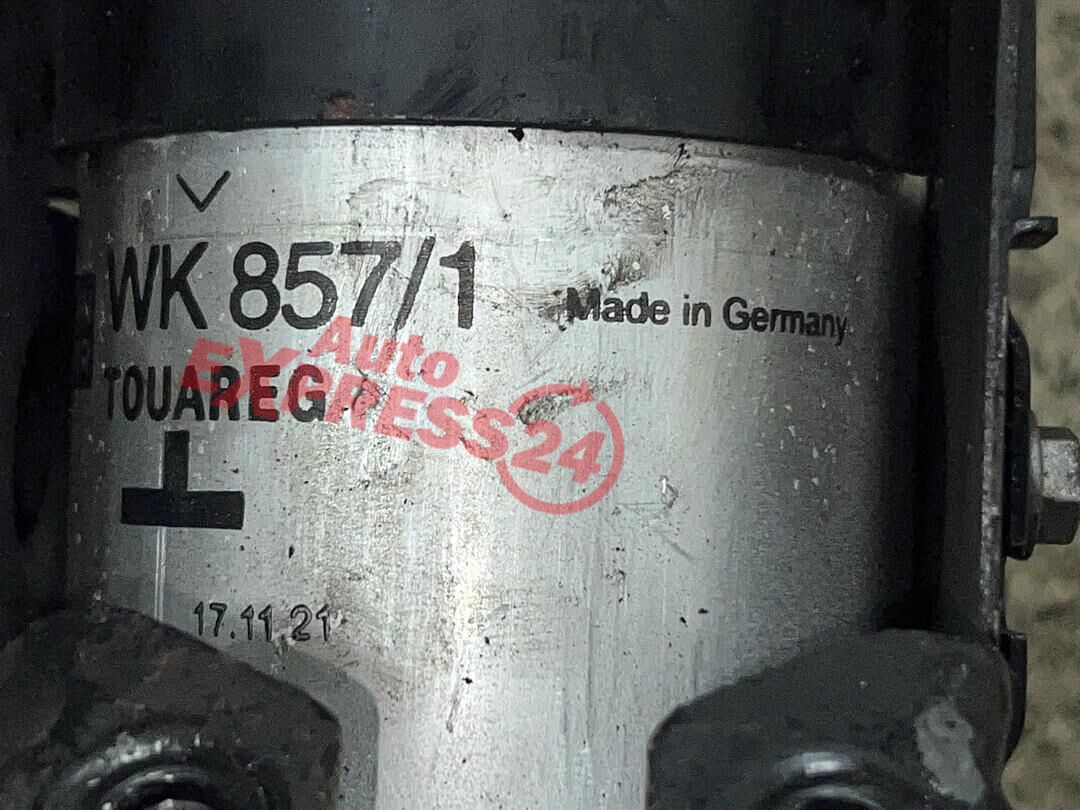 WK 857/1
Made in Germany
TOUAREG
Auto
EXPRESS24
17.11.21